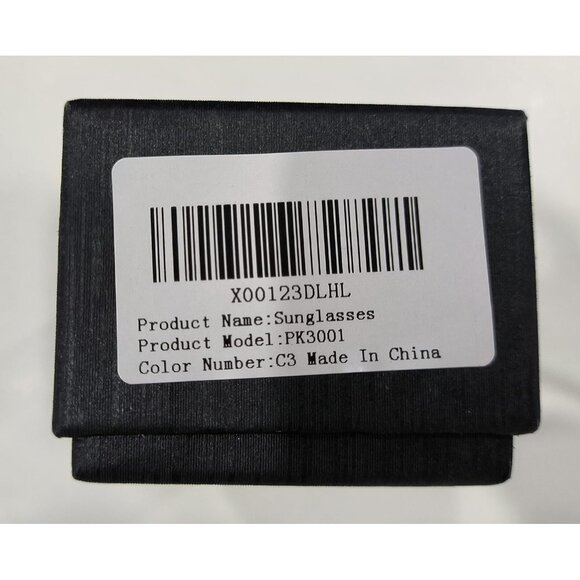 X00123DLHL
Product Name:Sunglasses
Product Model:PK3001
Color Number:C3 Made In China